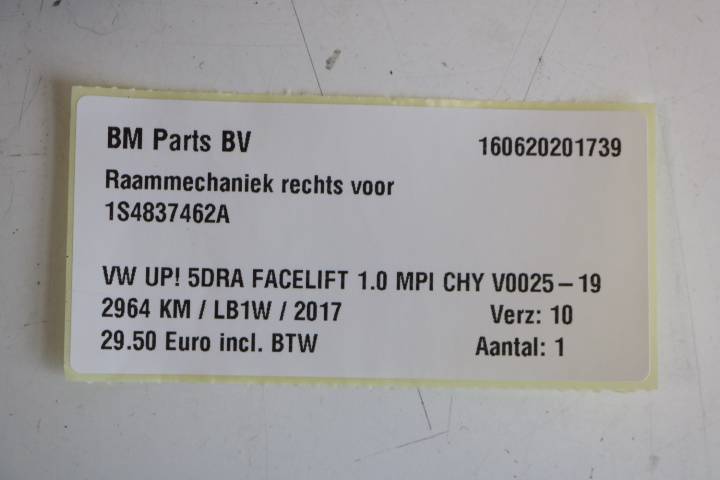 BM Parts BV 160620201739
Raammechaniek rechts voor
1S4837462A
VW UP! 5DRA FACELIFT 1.0 MPI CHY V0025-19
2964 KM / LB1W / 2017 Verz: 10
29.50 Euro incl. BTW Aantal: 1